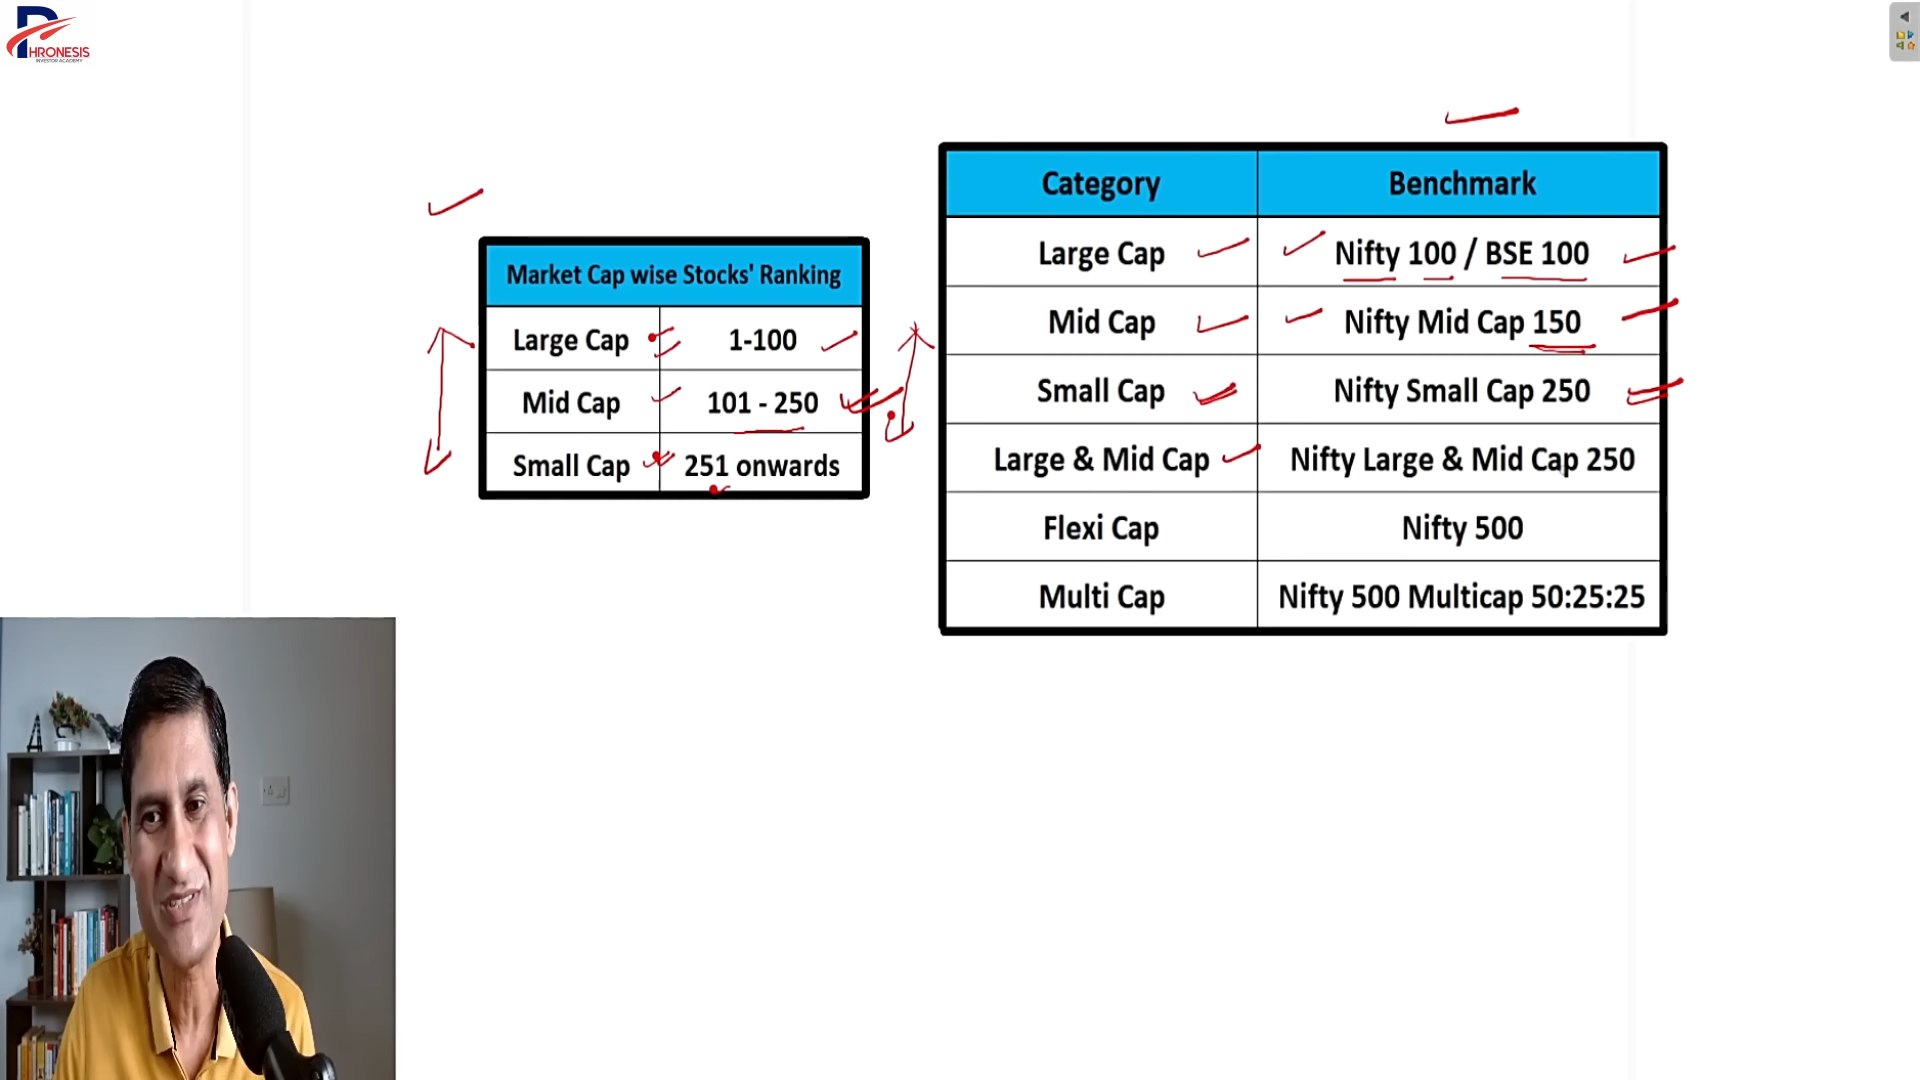 PHRONESIS
INVESTOR ACADEMY
Market Cap wise Stocks' Ranking
Large Cap 1-100
Mid Cap 101 - 250
Small Cap 251 onwards
Category Benchmark
Large Cap Nifty 100 / BSE 100
Mid Cap Nifty Mid Cap 150
Small Cap Nifty Small Cap 250
Large & Mid Cap Nifty Large & Mid Cap 250
Flexi Cap Nifty 500
Multi Cap Nifty 500 Multicap 50:25:25